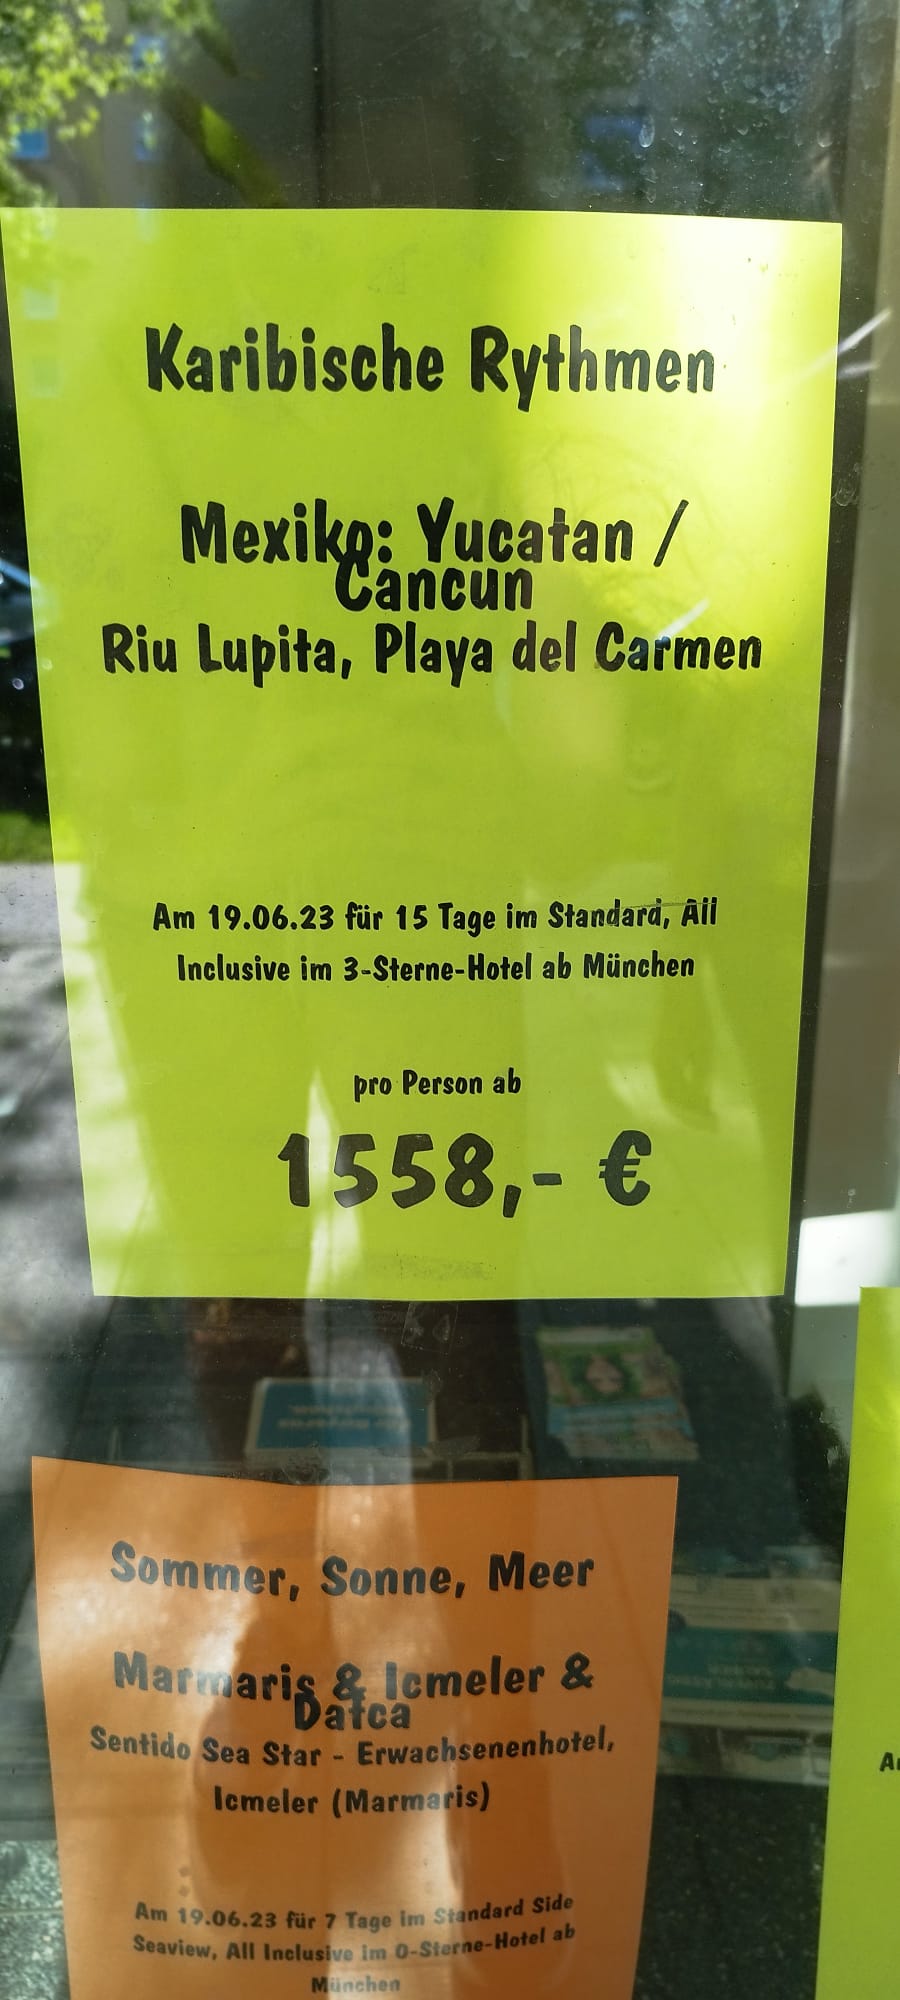 Karibische Rythmen
Mexiko: Yucatan /
Cancun
Riu Lupita, Playa del Carmen
Am 19.06.23 für 15 Tage im Standard, All
Inclusive im 3-Sterne-Hotel ab München
pro Person ab
1558,- €
Sommer, Sonne, Meer
Marmaris & Icmeler &
Datca
Sentido Sea Star - Erwachsenenhotel,
Icmeler (Marmaris)
Am 19.06.23 für 7 Tage im Standard Side
Seaview, All Inclusive im 0-Sterne-Hotel ab
München